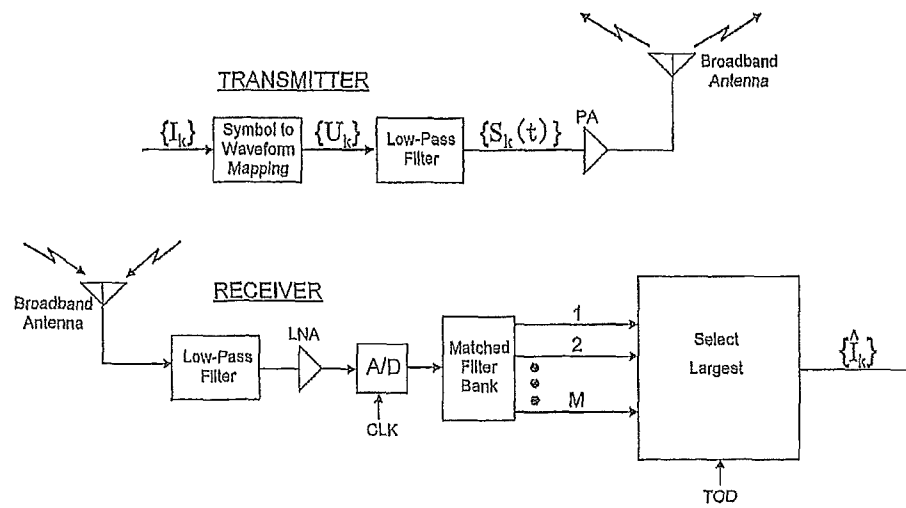 TRANSMITTER
Broadband
Antenna
PA
{I_k}
Symbol to
Waveform
Mapping
{U_k}
Low-Pass
Filter
{S_k(t)}
RECEIVER
Broadband
Antenna
Low-Pass
Filter
LNA
A/D
CLK
Matched
Filter
Bank
1
2
M
Select
Largest
{Î_k}
TOD